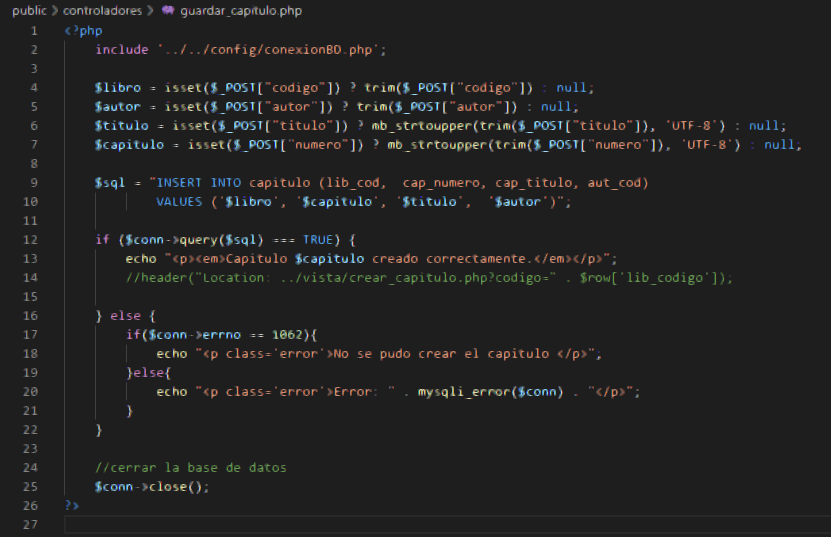 public > controladores > guardar_capitulo.php
1 <?php
2 include '../../config/conexionBD.php';
3
4 $libro = isset($_POST["codigo"]) ? trim($_POST["codigo"]) : null;
5 $autor = isset($_POST["autor"]) ? trim($_POST["autor"]) : null;
6 $titulo = isset($_POST["titulo"]) ? mb_strtoupper(trim($_POST["titulo"]), 'UTF-8') : null;
7 $capitulo = isset($_POST["numero"]) ? mb_strtoupper(trim($_POST["numero"]), 'UTF-8') : null;
8
9 $sql = "INSERT INTO capitulo (lib_cod, cap_numero, cap_titulo, aut_cod)
10 VALUES ('$libro', '$capitulo', '$titulo', '$autor')";
11
12 if ($conn->query($sql) === TRUE) {
13 echo "<p><em>Capitulo $capitulo creado correctamente.</em></p>";
14 //header("Location: ../vista/crear_capitulo.php?codigo=" . $row['lib_codigo']);
15
16 } else {
17 if($conn->errno == 1062){
18 echo "<p class='error'>No se pudo crear el capitulo </p>";
19 }else{
20 echo "<p class='error'>Error: " . mysqli_error($conn) . "</p>";
21 }
22 }
23
24 //cerrar la base de datos
25 $conn->close();
26 ?>
27